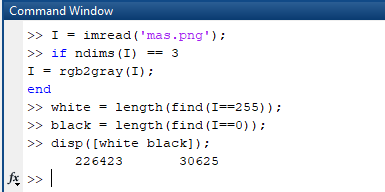 Command Window
>> I = imread('mas.png');
>> if ndims(I) == 3
I = rgb2gray(I);
end
>> white = length(find(I==255));
>> black = length(find(I==0));
>> disp([white black]);
226423 30625
fx >>